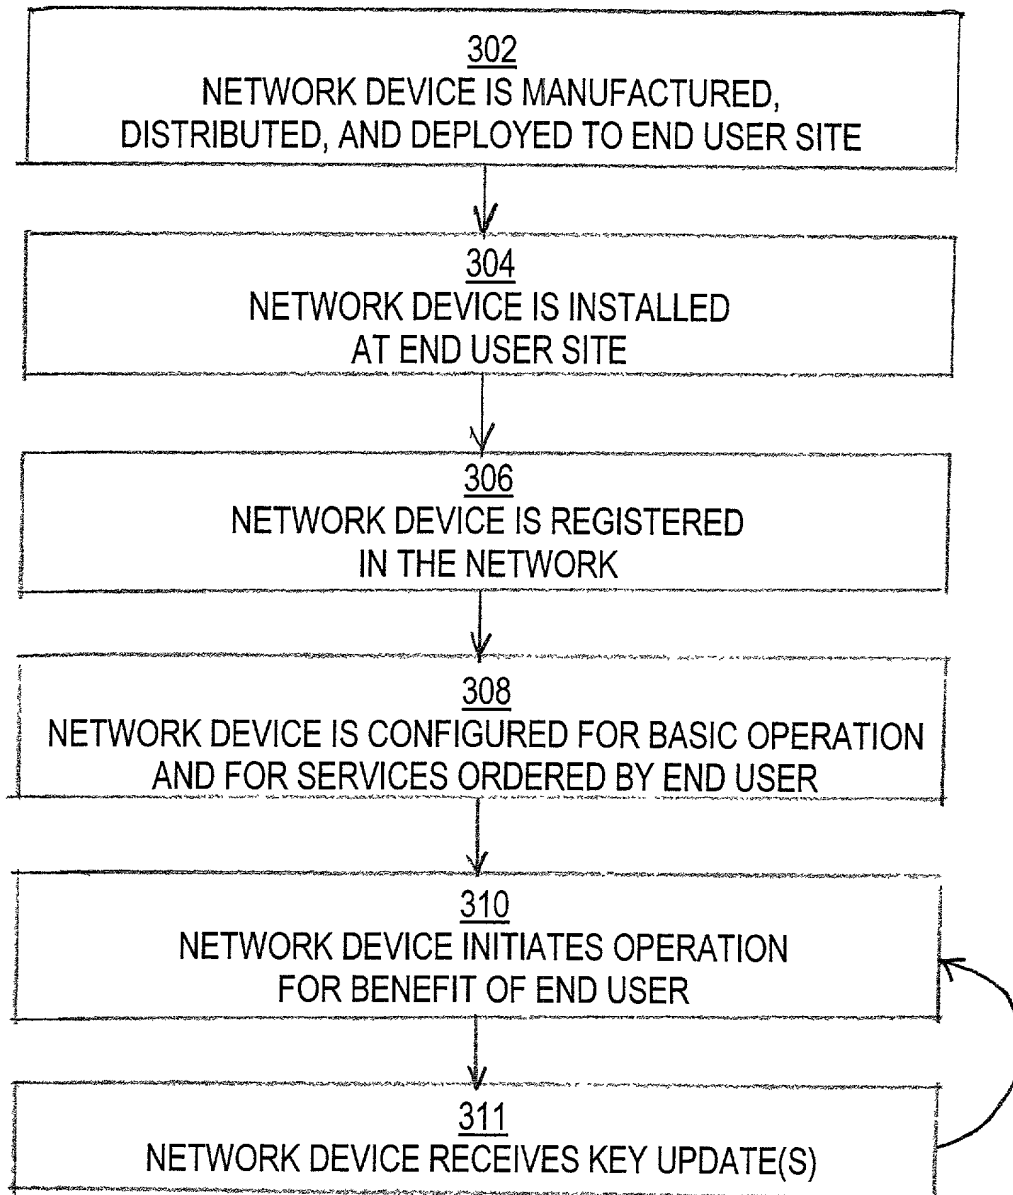 302
NETWORK DEVICE IS MANUFACTURED,
DISTRIBUTED, AND DEPLOYED TO END USER SITE
304
NETWORK DEVICE IS INSTALLED
AT END USER SITE
306
NETWORK DEVICE IS REGISTERED
IN THE NETWORK
308
NETWORK DEVICE IS CONFIGURED FOR BASIC OPERATION
AND FOR SERVICES ORDERED BY END USER
310
NETWORK DEVICE INITIATES OPERATION
FOR BENEFIT OF END USER
311
NETWORK DEVICE RECEIVES KEY UPDATE(S)